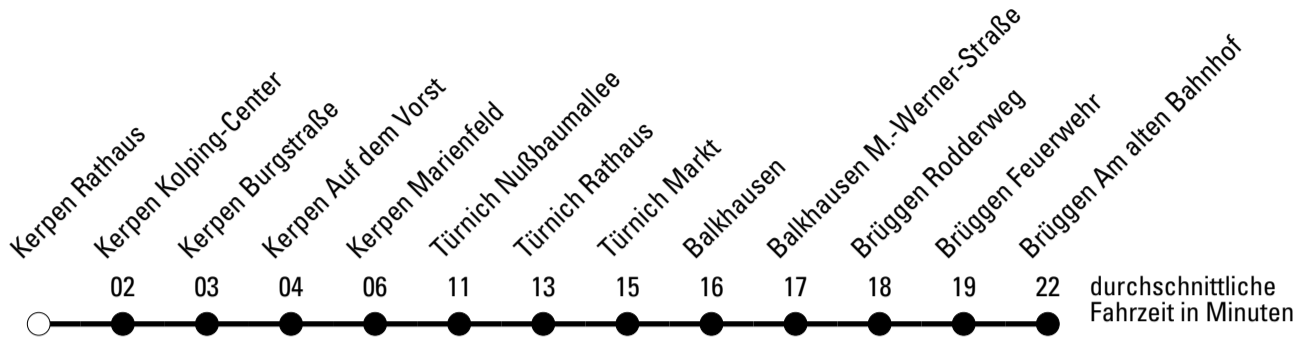 Kerpen Rathaus
Kerpen Kolping-Center
Kerpen Burgstraße
Kerpen Auf dem Vorst
Kerpen Marienfeld
Türnich Nußbaumallee
Türnich Rathaus
Türnich Markt
Balkhausen
Balkhausen M.-Werner-Straße
Brüggen Rodderweg
Brüggen Feuerwehr
Brüggen Am alten Bahnhof
02 03 04 06 11 13 15 16 17 18 19 22
durchschnittliche
Fahrzeit in Minuten